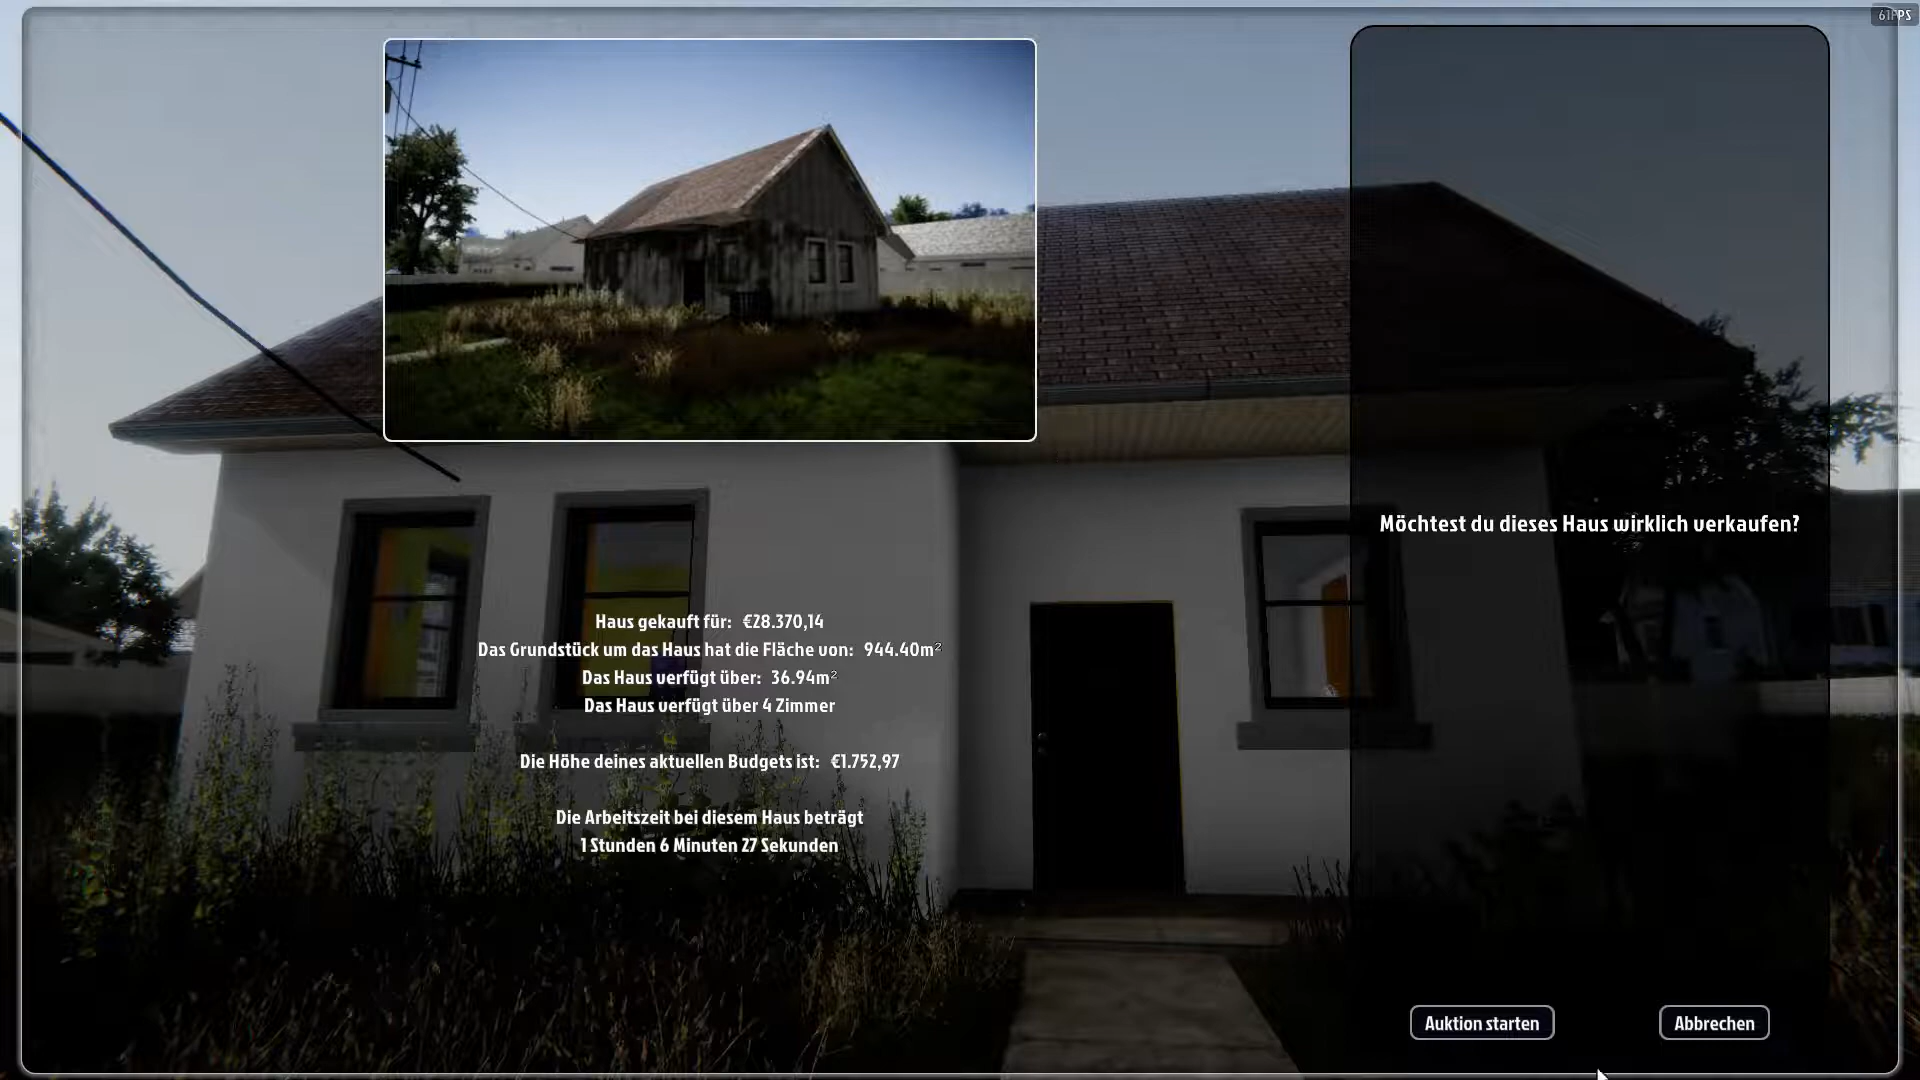 61FPS
Möchtest du dieses Haus wirklich verkaufen?
Haus gekauft für: €28.370,14
Das Grundstück um das Haus hat die Fläche von: 944.40m²
Das Haus verfügt über: 36.94m²
Das Haus verfügt über 4 Zimmer
Die Höhe deines aktuellen Budgets ist: €1.752,97
Die Arbeitszeit bei diesem Haus beträgt
1 Stunden 6 Minuten 27 Sekunden
Auktion starten
Abbrechen